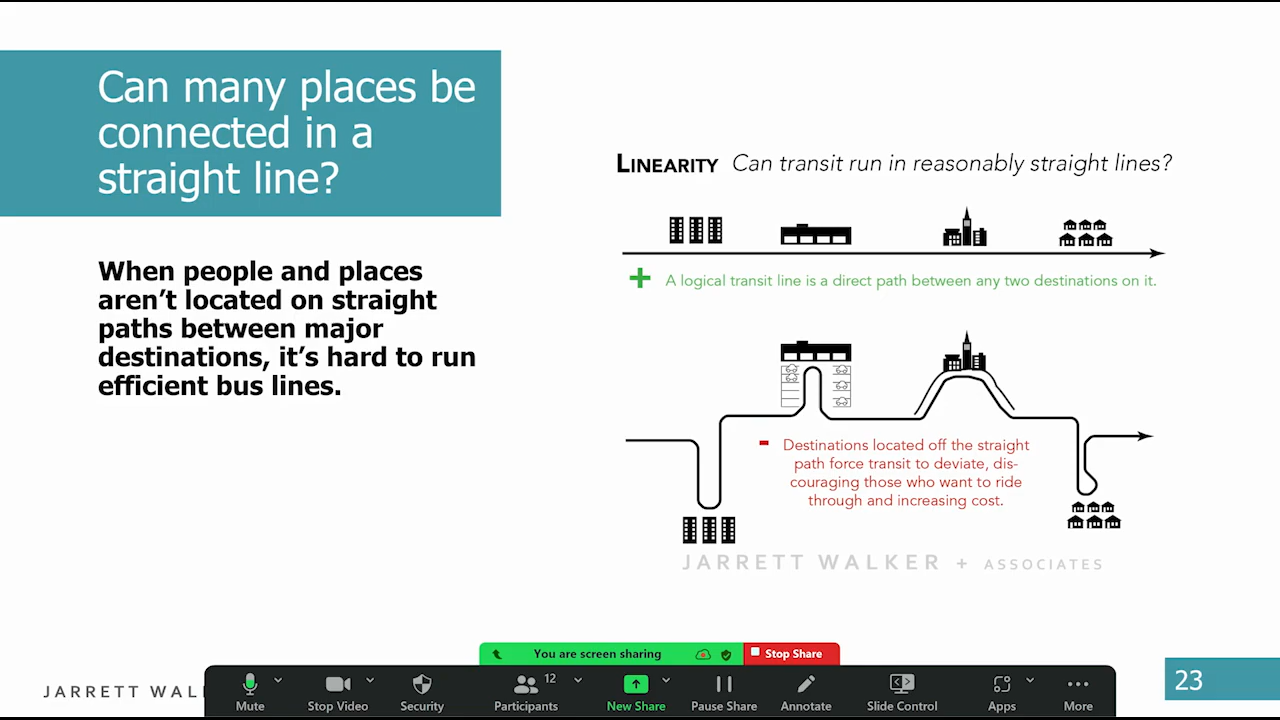 Can many places be
connected in a
straight line?
When people and places
aren’t located on straight
paths between major
destinations, it’s hard to run
efficient bus lines.
LINEARITY Can transit run in reasonably straight lines?
+ A logical transit line is a direct path between any two destinations on it.
- Destinations located off the straight
path force transit to deviate, dis-
couraging those who want to ride
through and increasing cost.
JARRETT WALKER + ASSOCIATES
You are screen sharing
Stop Share
JARRETT WAL
23
Mute
Stop Video
Security
Participants
12
New Share
Pause Share
Annotate
Slide Control
Apps
More